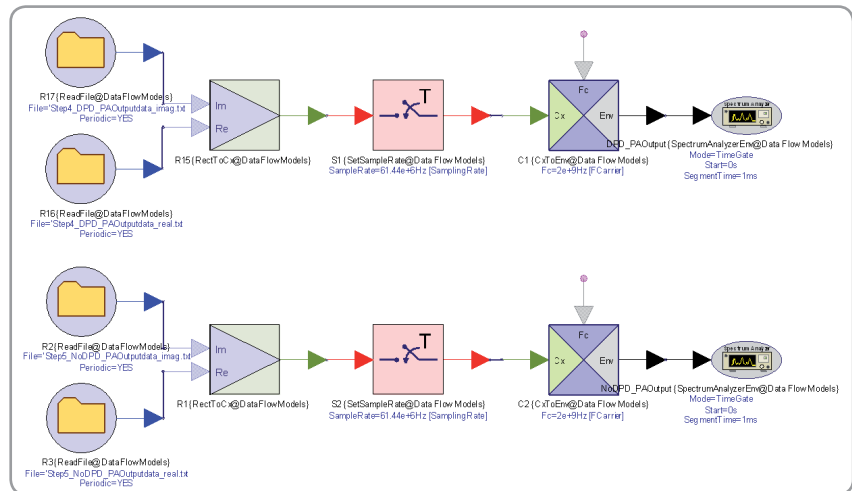 R17{ReadFile@DataFlowModels}
File='Step4_DPD_PAOutputdata_imag.txt
Periodic=YES
Im
Re
R15{RectToCx@DataFlowModels}
T
S1{SetSampleRate@Data Flow Models}
SampleRate=61.44e+6Hz [SamplingRate]
Fc
Cx
Env
C1{CxToEnv@Data Flow Models}
Fc=2e+9Hz [FCarrier]
Spectrum Analyzer
DPD_PAOutput{SpectrumAnalyzerEnv@Data Flow Models}
Mode=TimeGate
Start=0s
SegmentTime=1ms
R16{ReadFile@DataFlowModels}
File='Step4_DPD_PAOutputdata_real.txt
Periodic=YES
R2{ReadFile@DataFlowModels}
File='Step5_NoDPD_PAOutputdata_imag.txt
Periodic=YES
Im
Re
R1{RectToCx@DataFlowModels}
T
S2{SetSampleRate@Data Flow Models}
SampleRate=61.44e+6Hz [SamplingRate]
Fc
Cx
Env
C2{CxToEnv@Data Flow Models}
Fc=2e+9Hz [FCarrier]
Spectrum Analyzer
NoDPD_PAOutput{SpectrumAnalyzerEnv@Data Flow Models}
Mode=TimeGate
Start=0s
SegmentTime=1ms
R3{ReadFile@DataFlowModels}
File='Step5_NoDPD_PAOutputdata_real.txt
Periodic=YES